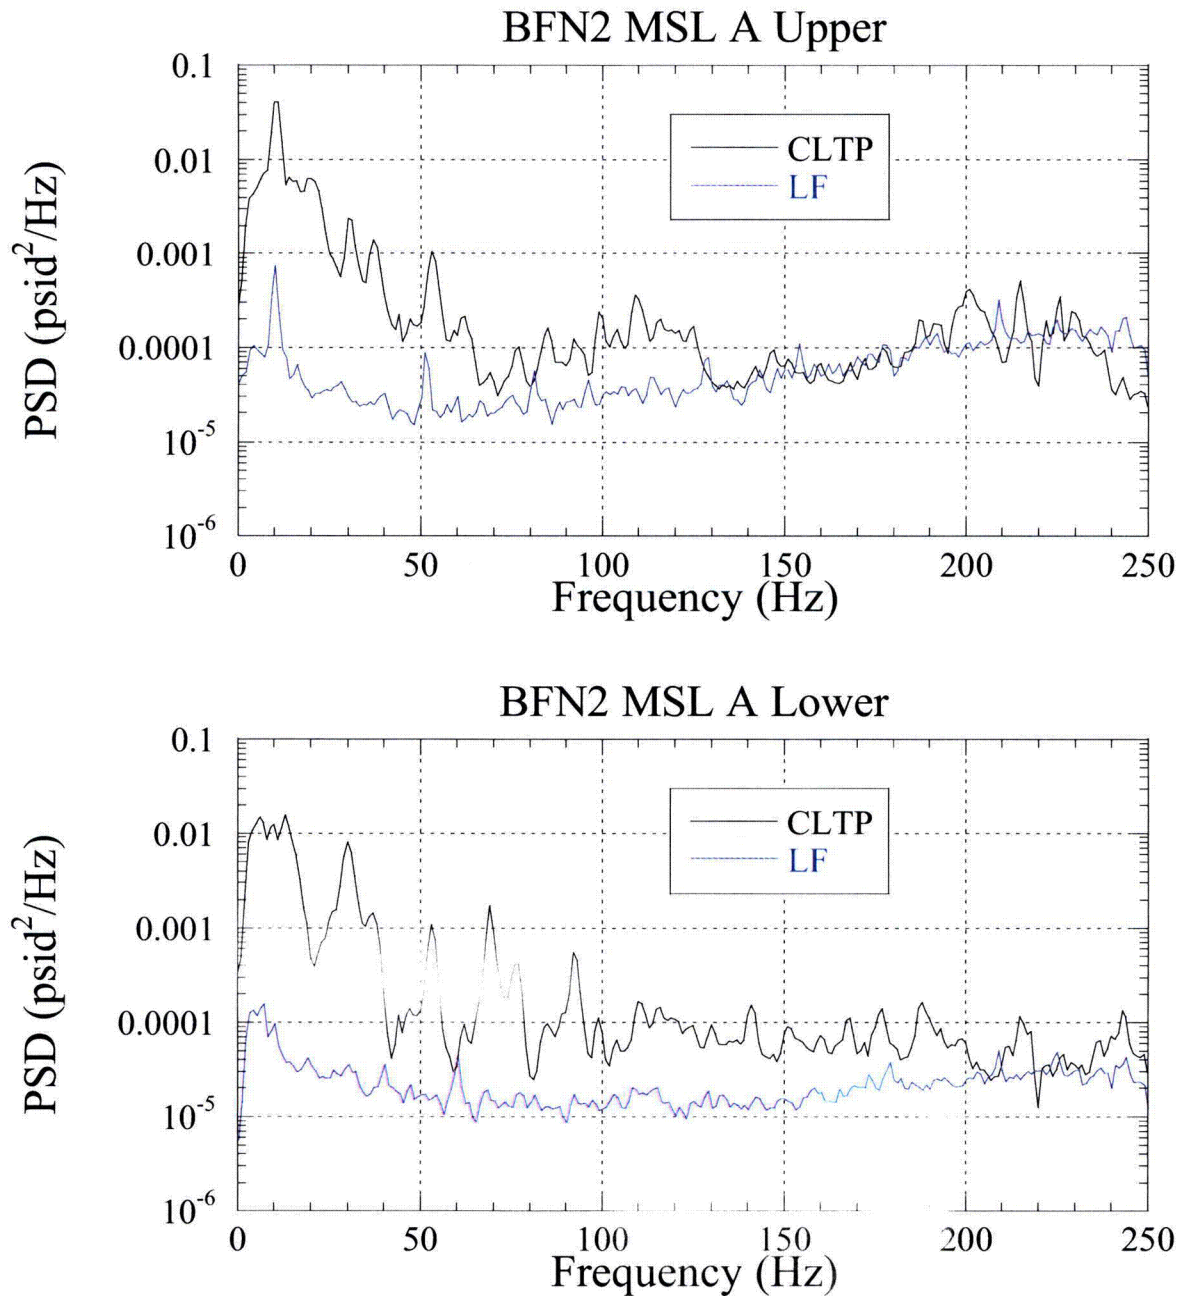 BFN2 MSL A Upper
0.1
0.01
0.001
0.0001
10⁻⁵
10⁻⁶
PSD (psid²/Hz)
CLTP
LF
0 50 100 150 200 250
Frequency (Hz)
BFN2 MSL A Lower
0.1
0.01
0.001
0.0001
10⁻⁵
10⁻⁶
PSD (psid²/Hz)
CLTP
LF
0 50 100 150 200 250
Frequency (Hz)